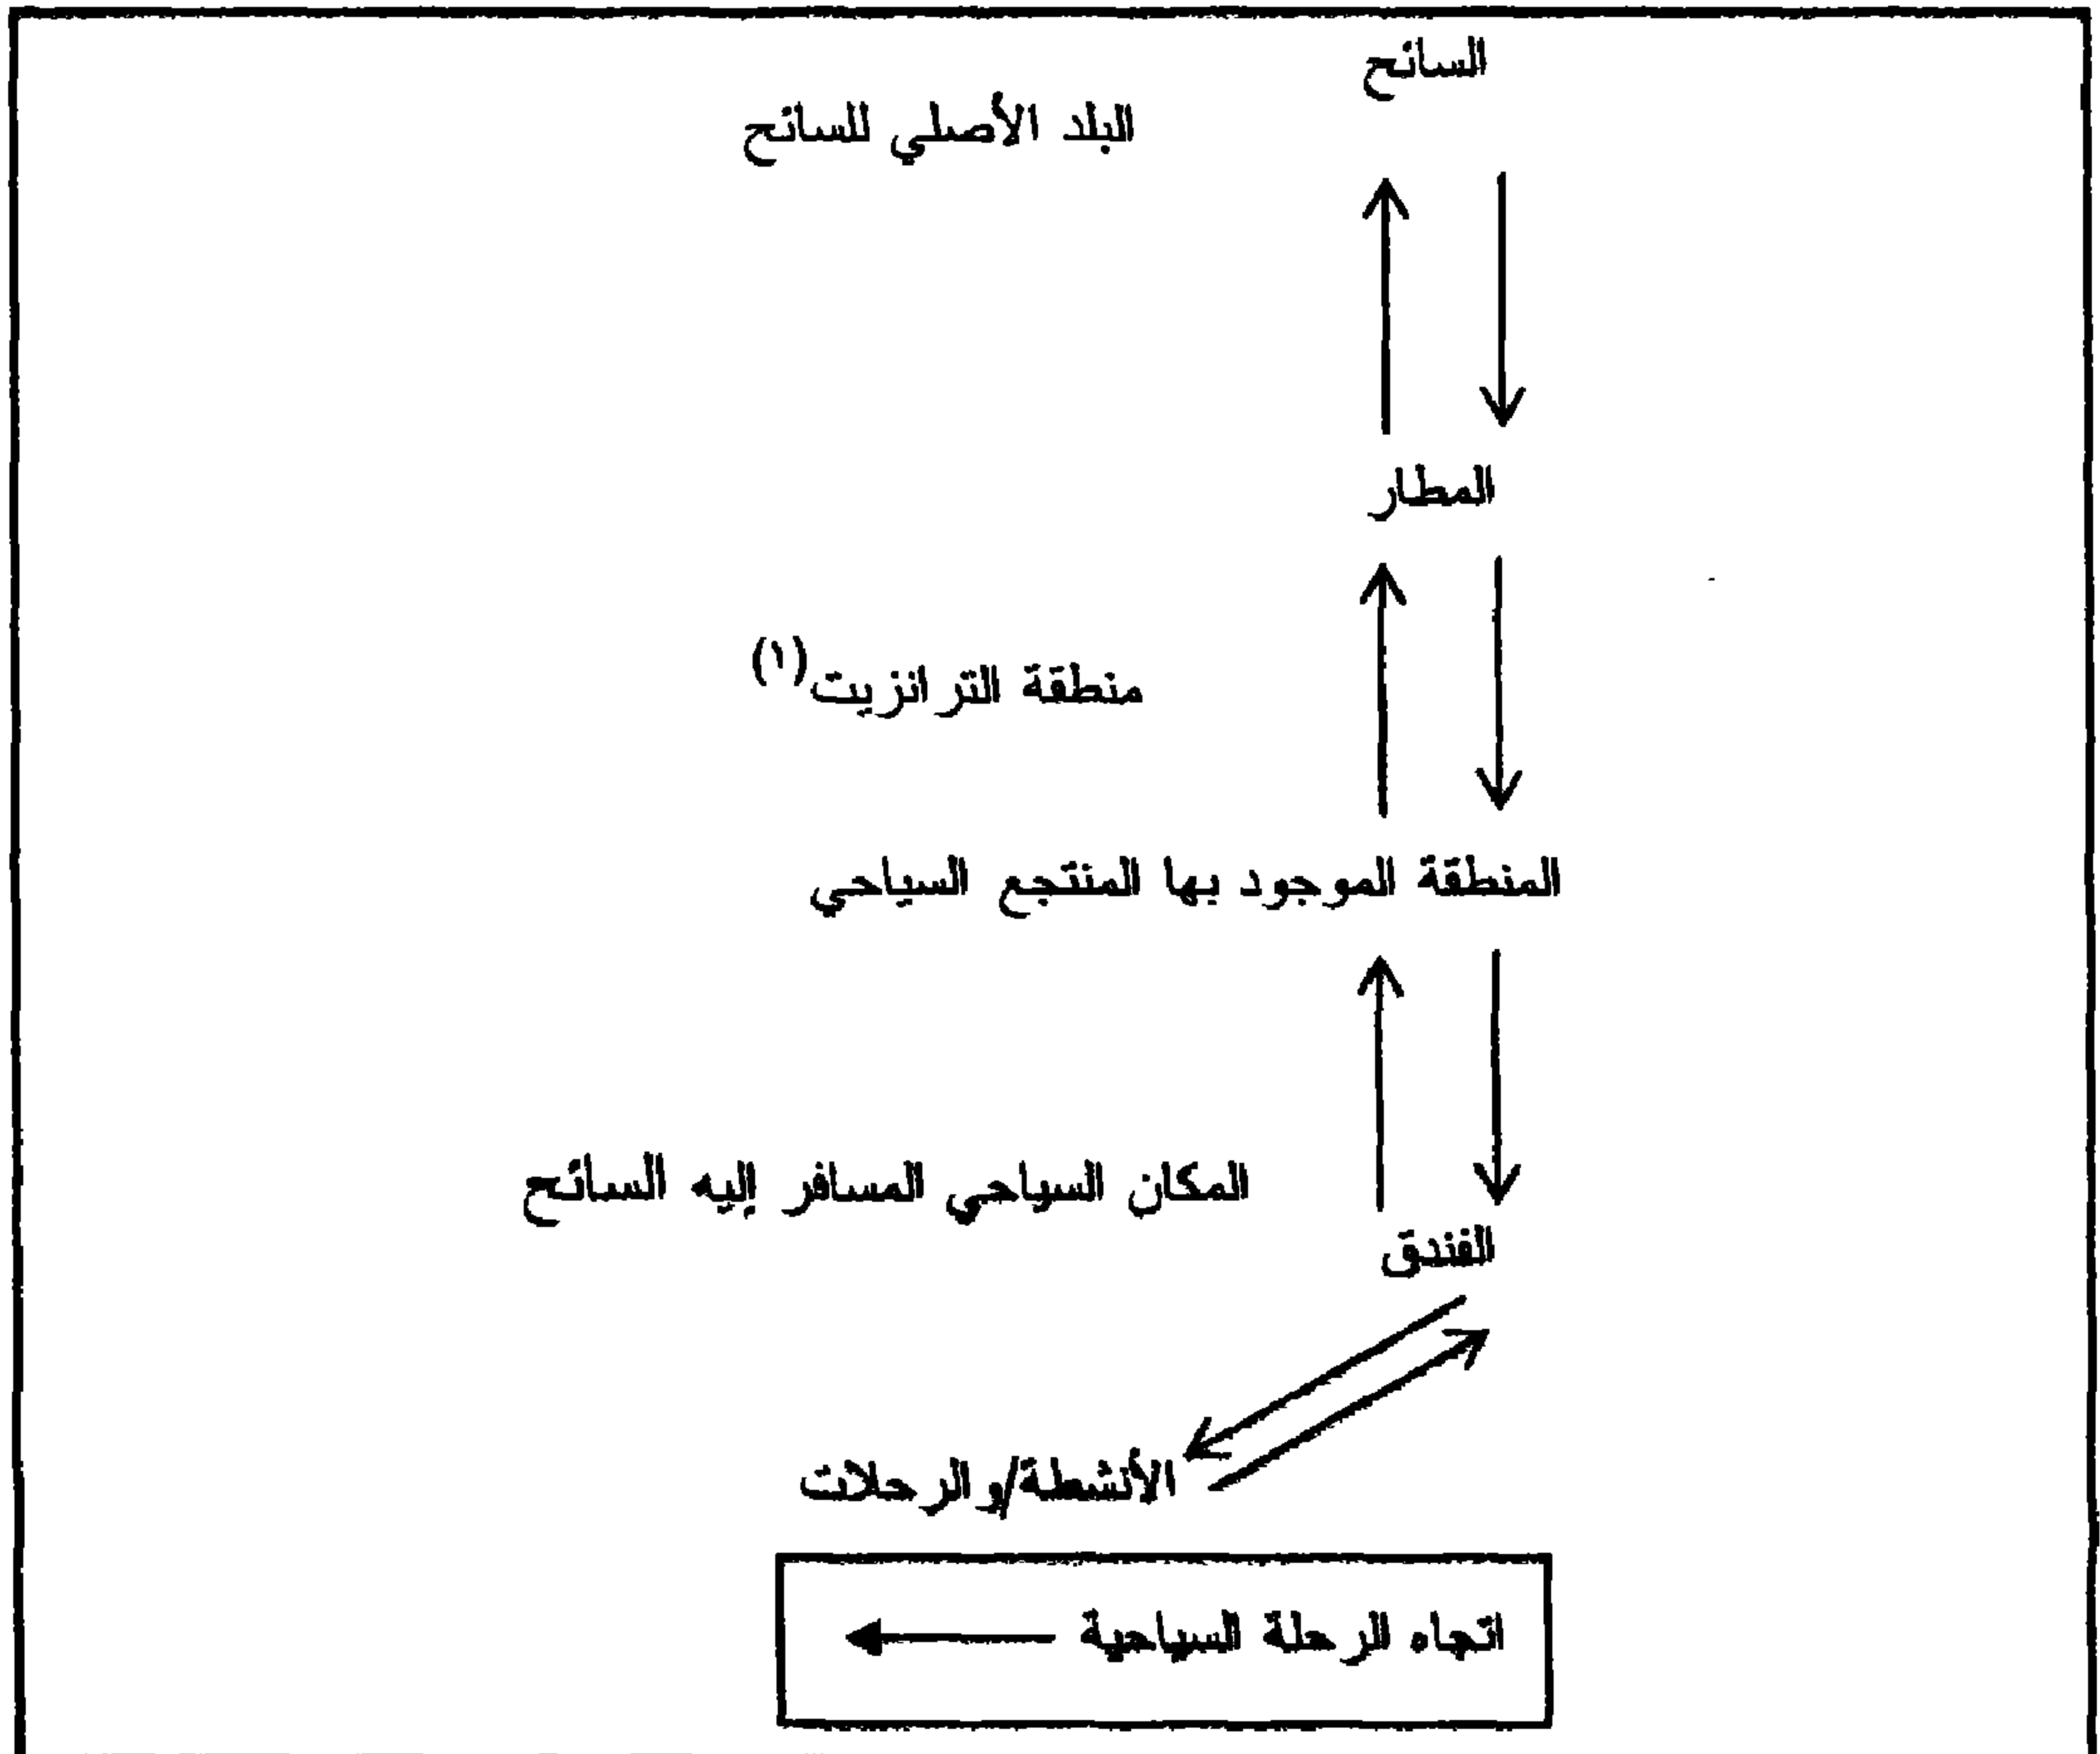 السائح
البلد الأصلي للسائح
المطار
منطقة الترانزيت(١)
المنطقة الموجود بها المنتجع السياحي
المكان السياحي المسافر إليه السائح
الفندق
الأنشطة/والرحلات
اتجاه الرحلة السياحية